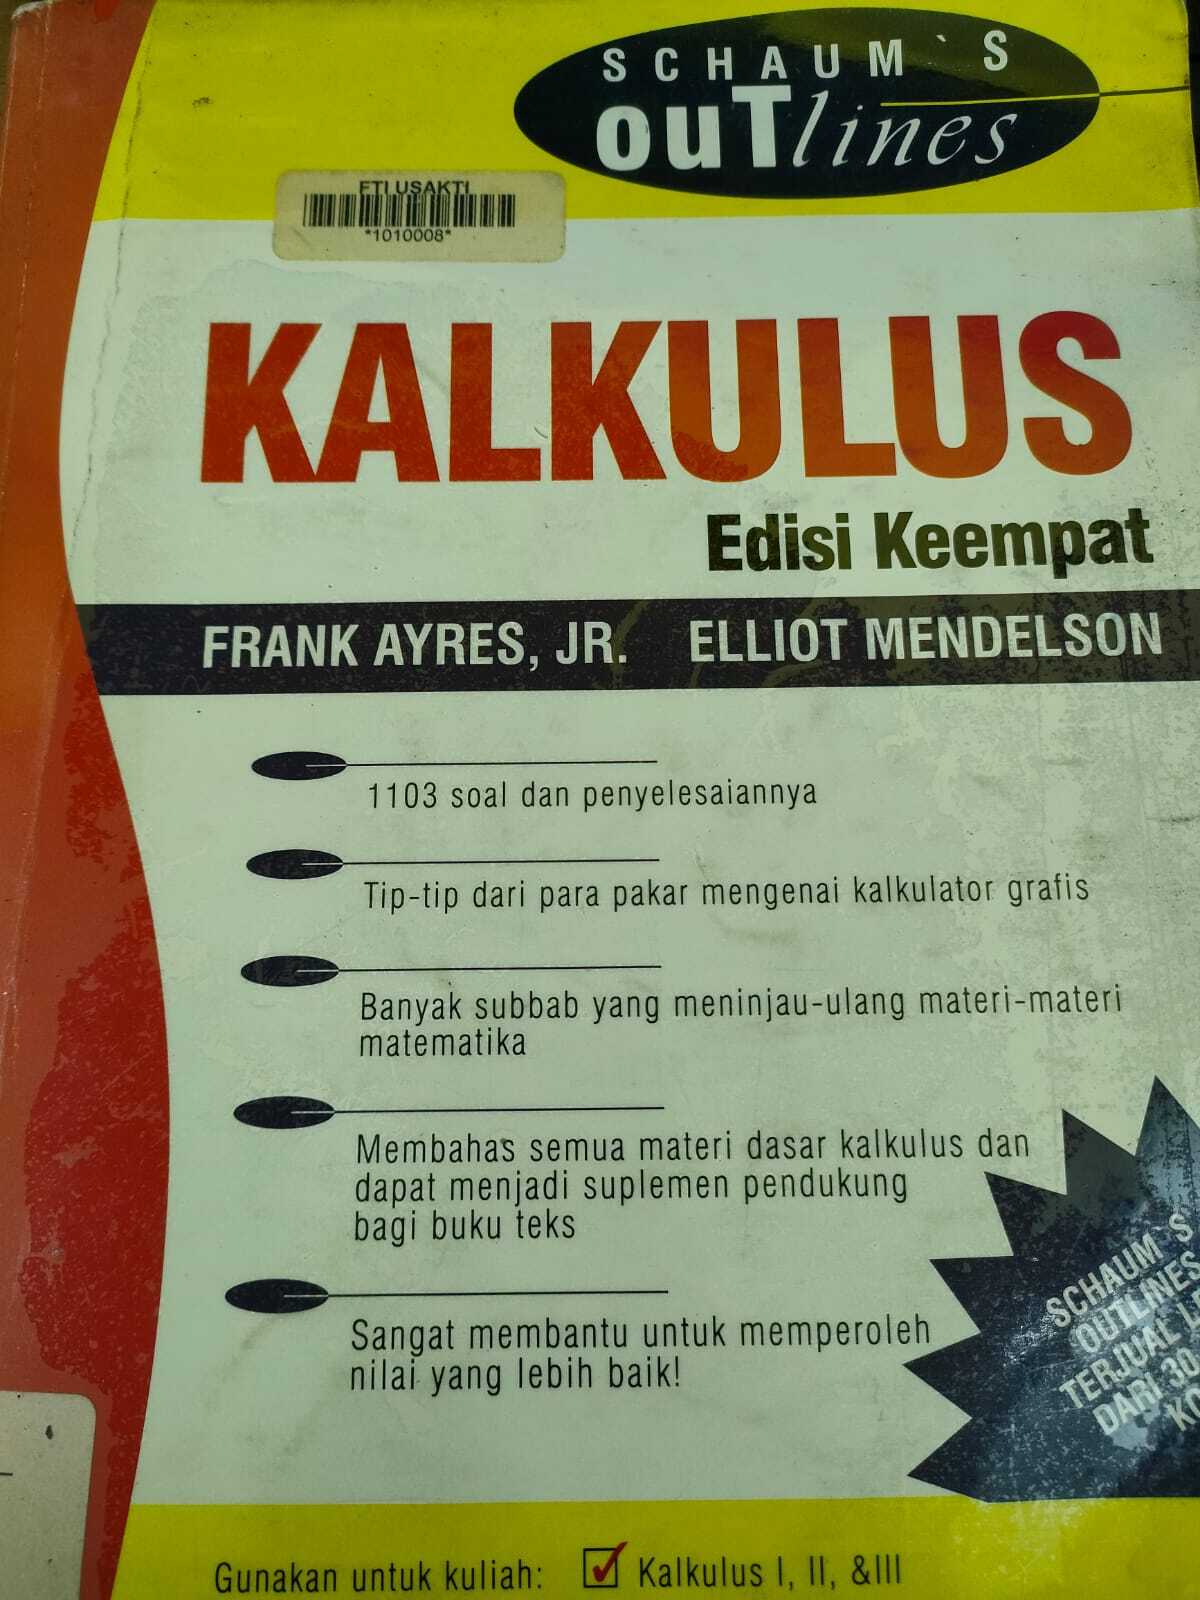 SCHAUM`S
ouTlines
FTI USAKTI
*1010008*
KALKULUS
Edisi Keempat
FRANK AYRES, JR. ELLIOT MENDELSON
1103 soal dan penyelesaiannya
Tip-tip dari para pakar mengenai kalkulator grafis
Banyak subbab yang meninjau-ulang materi-materi
matematika
Membahas semua materi dasar kalkulus dan
dapat menjadi suplemen pendukung
bagi buku teks
Sangat membantu untuk memperoleh
nilai yang lebih baik!
SCHAUM`S
OUTLINES
TERJUAL
DARI 30
Gunakan untuk kuliah: Kalkulus I, II, &III